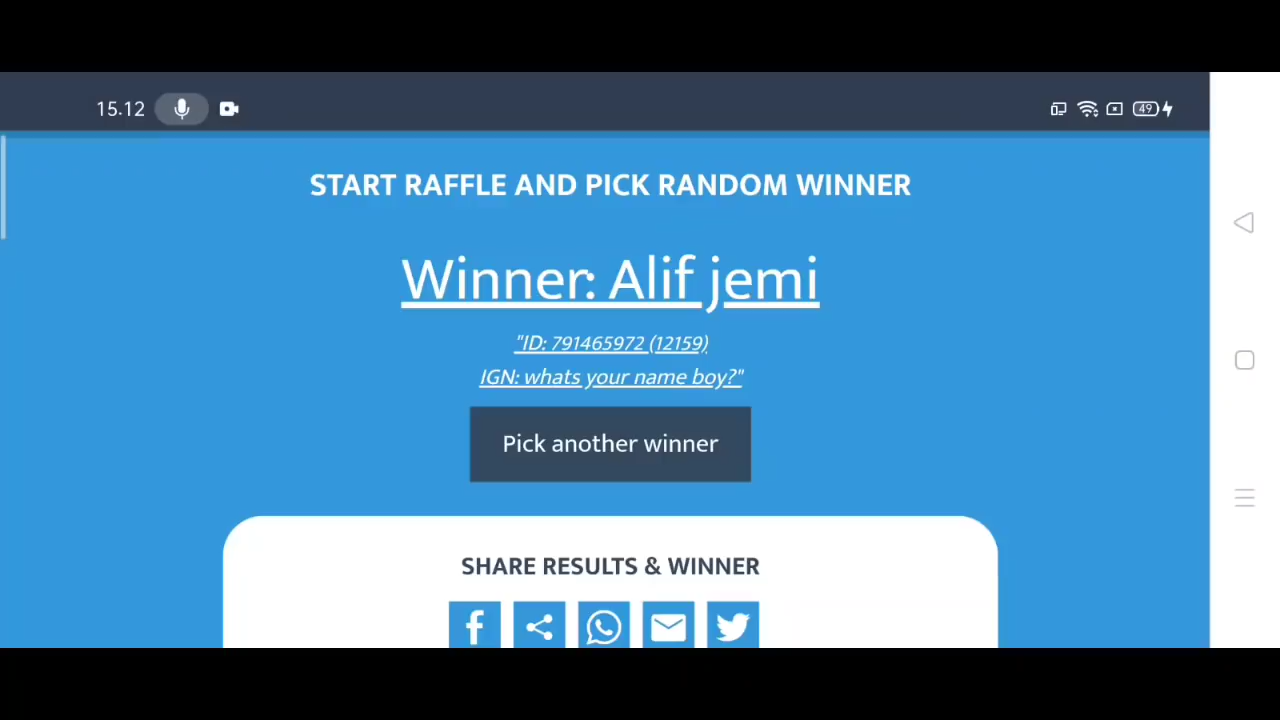 15.12
49
START RAFFLE AND PICK RANDOM WINNER
Winner: Alif jemi
"ID: 791465972 (12159)
IGN: whats your name boy?"
Pick another winner
SHARE RESULTS & WINNER